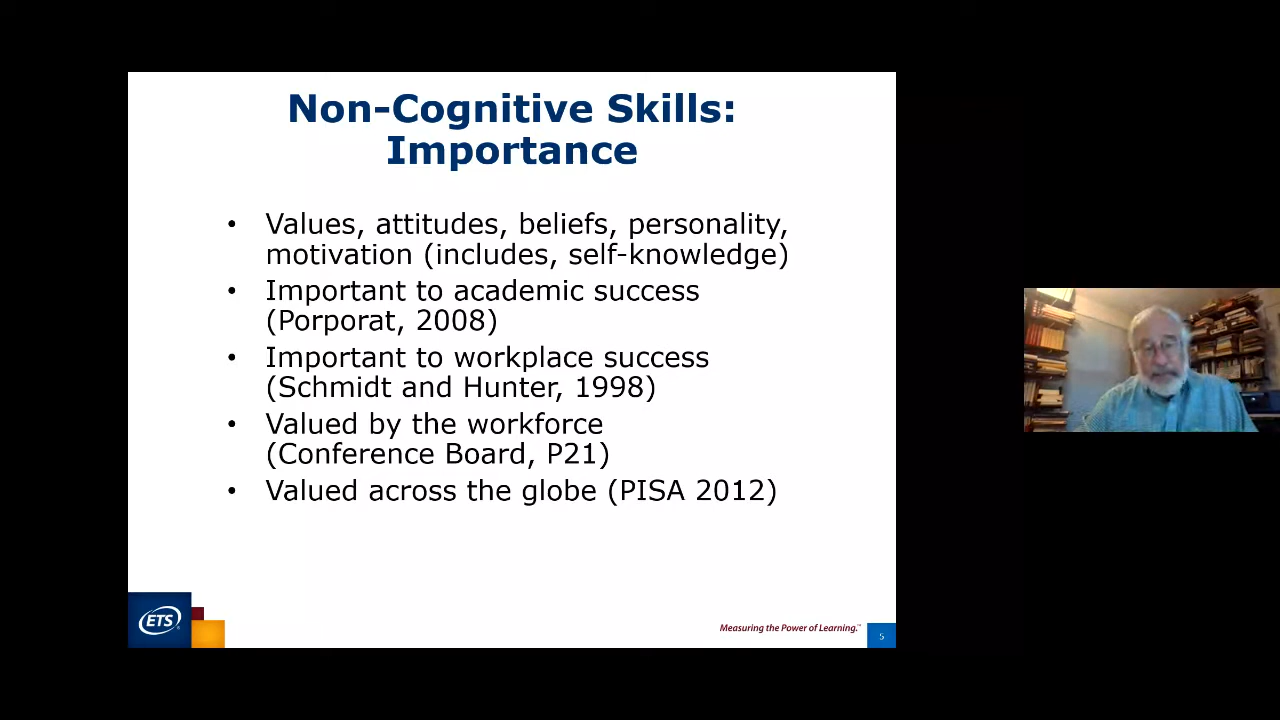 Non-Cognitive Skills:
Importance
• Values, attitudes, beliefs, personality,
motivation (includes, self-knowledge)
• Important to academic success
(Porporat, 2008)
• Important to workplace success
(Schmidt and Hunter, 1998)
• Valued by the workforce
(Conference Board, P21)
• Valued across the globe (PISA 2012)
ETS®
Measuring the Power of Learning.™
5